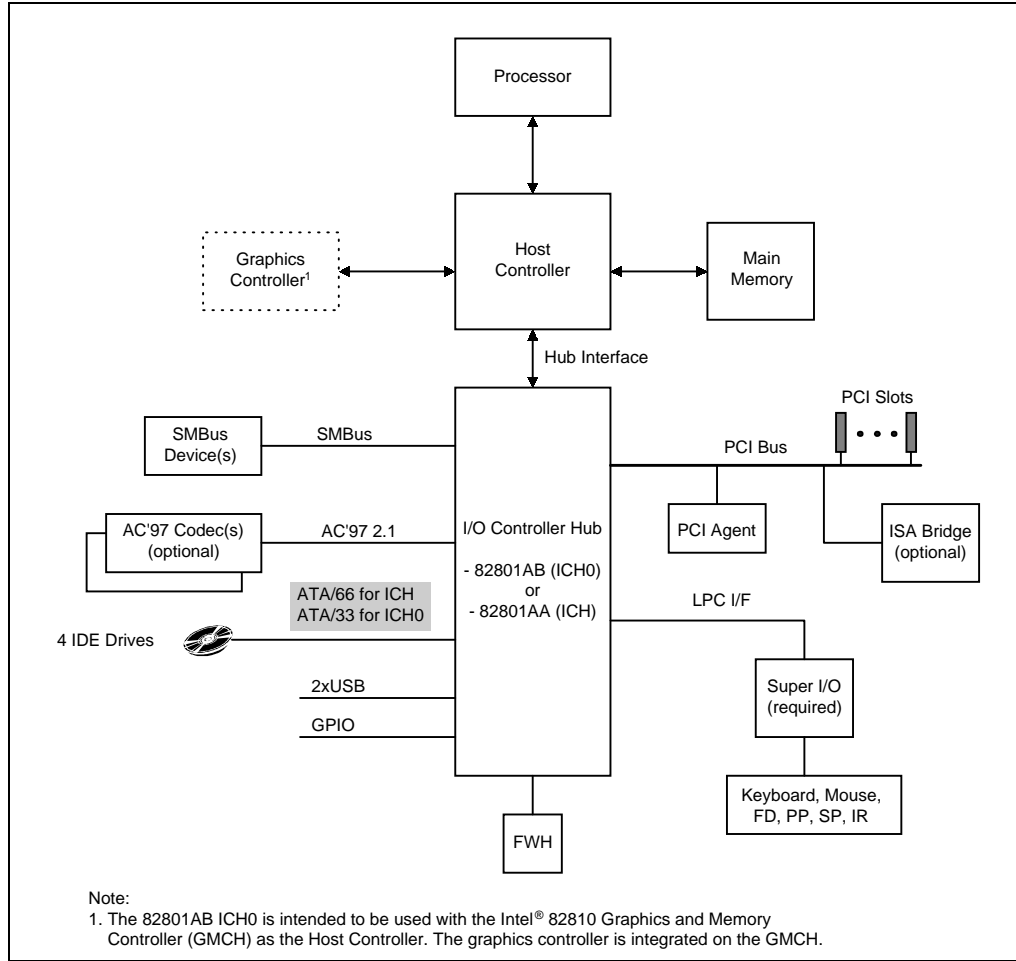 Processor
Graphics
Controller¹
Host
Controller
Main
Memory
Hub Interface
SMBus
Device(s)
SMBus
PCI Slots
PCI Bus
AC'97 Codec(s)
(optional)
AC'97 2.1
I/O Controller Hub
- 82801AB (ICH0)
or
- 82801AA (ICH)
PCI Agent
ISA Bridge
(optional)
ATA/66 for ICH
ATA/33 for ICH0
LPC I/F
4 IDE Drives
2xUSB
GPIO
Super I/O
(required)
Keyboard, Mouse,
FD, PP, SP, IR
FWH
Note:
1. The 82801AB ICH0 is intended to be used with the Intel® 82810 Graphics and Memory
Controller (GMCH) as the Host Controller. The graphics controller is integrated on the GMCH.